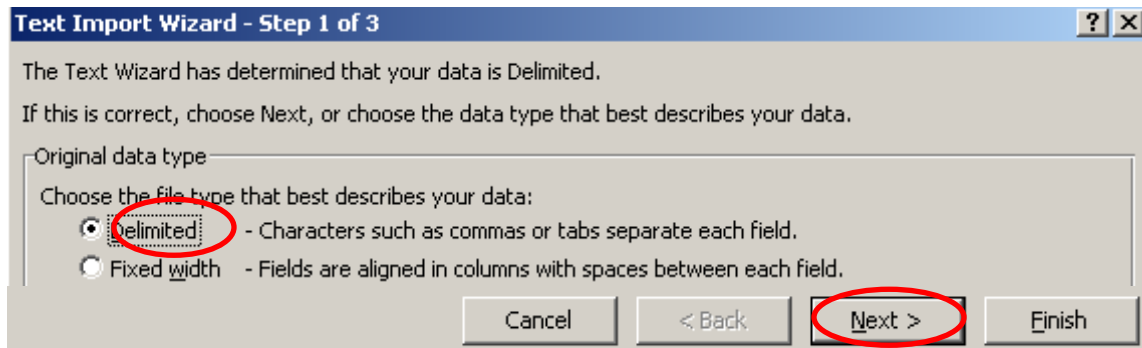 Text Import Wizard - Step 1 of 3
The Text Wizard has determined that your data is Delimited.
If this is correct, choose Next, or choose the data type that best describes your data.
Original data type
Choose the file type that best describes your data:
Delimited - Characters such as commas or tabs separate each field.
Fixed width - Fields are aligned in columns with spaces between each field.
Cancel < Back Next > Finish